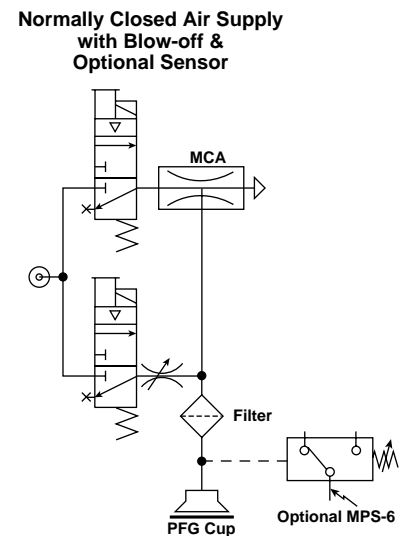 Normally Closed Air Supply
with Blow-off &
Optional Sensor
MCA
Filter
Optional MPS-6
PFG Cup